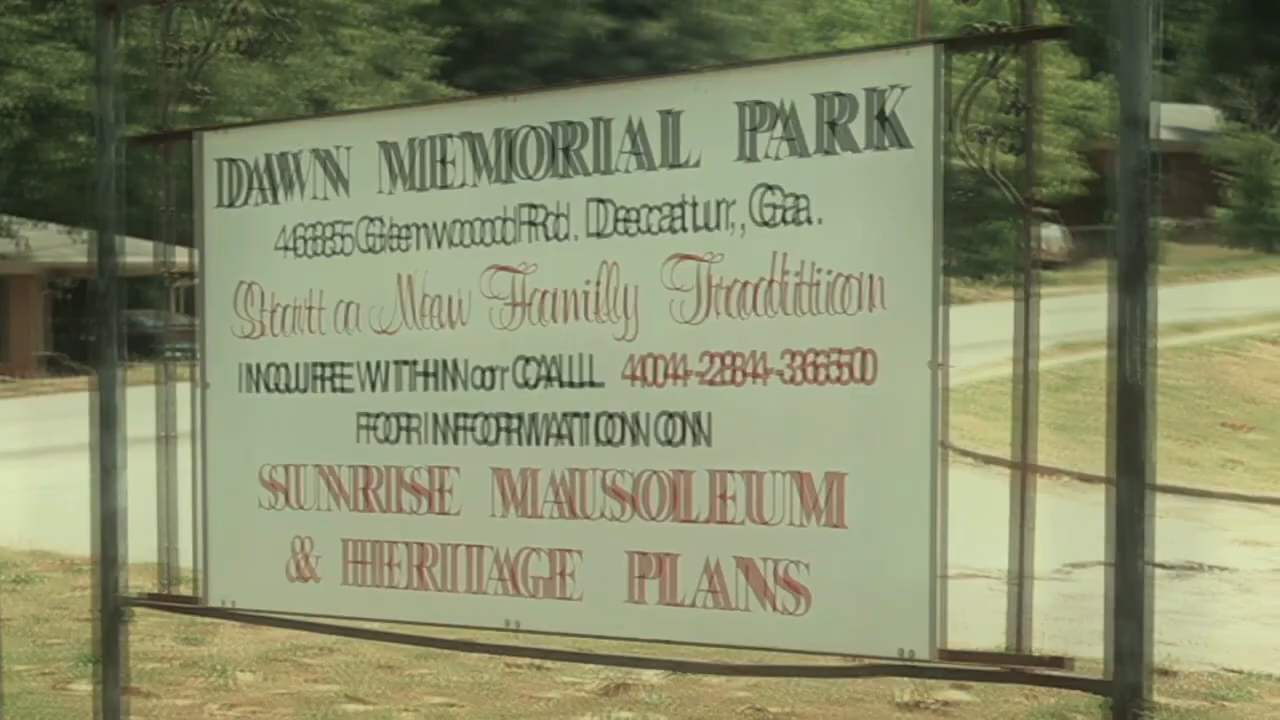 DAWN MEMORIAL PARK
Glenwood Rd. Decatur, Ga.
Start a New Family Tradition
INQUIRE WITHIN or CALL
FOR INFORMATION ON
SUNRISE MAUSOLEUM
& HERITAGE PLANS